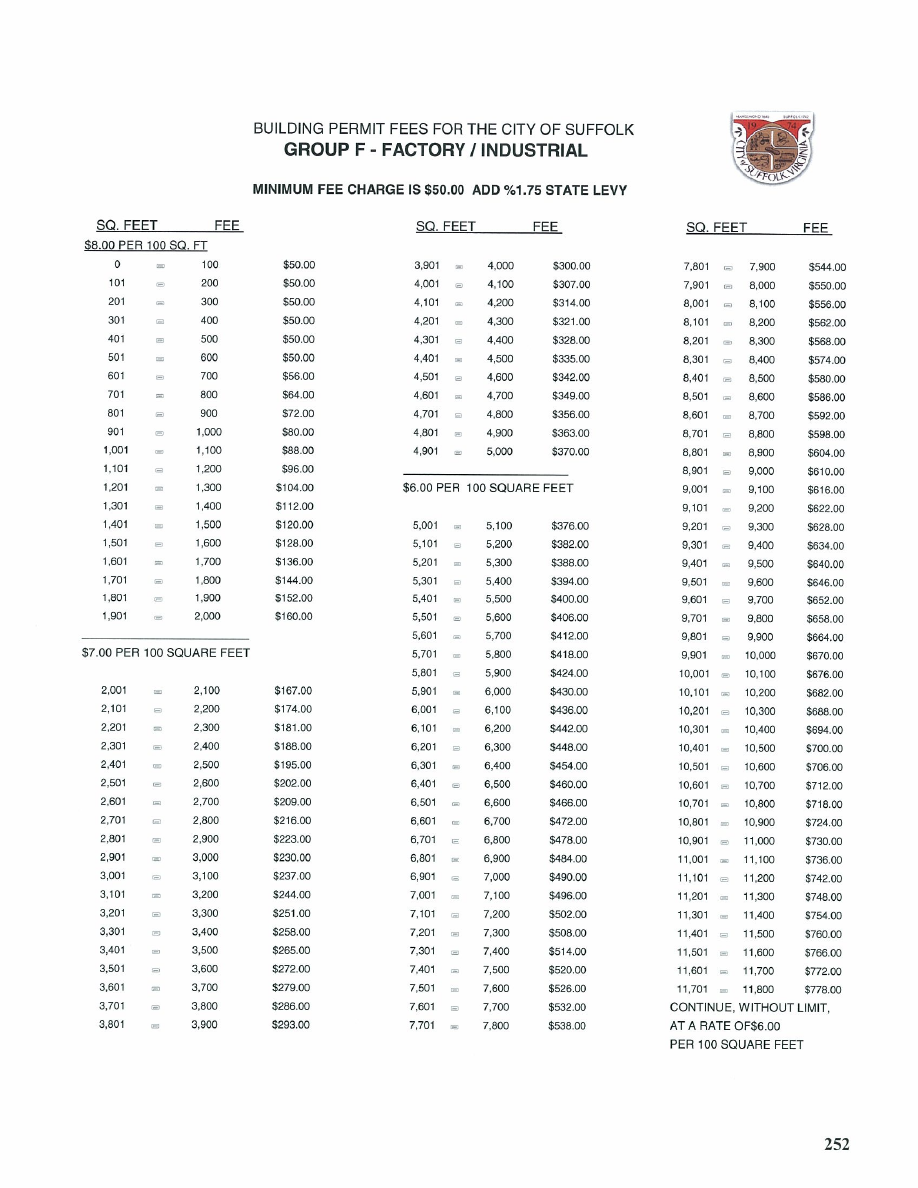 BUILDING PERMIT FEES FOR THE CITY OF SUFFOLK
GROUP F - FACTORY / INDUSTRIAL
19 74
CITY OF SUFFOLK, VIRGINIA
MINIMUM FEE CHARGE IS $50.00 ADD %1.75 STATE LEVY
SQ. FEET FEE
$8.00 PER 100 SQ. FT
0 - 100 $50.00
101 - 200 $50.00
201 - 300 $50.00
301 - 400 $50.00
401 - 500 $50.00
501 - 600 $50.00
601 - 700 $56.00
701 - 800 $64.00
801 - 900 $72.00
901 - 1,000 $80.00
1,001 - 1,100 $88.00
1,101 - 1,200 $96.00
1,201 - 1,300 $104.00
1,301 - 1,400 $112.00
1,401 - 1,500 $120.00
1,501 - 1,600 $128.00
1,601 - 1,700 $136.00
1,701 - 1,800 $144.00
1,801 - 1,900 $152.00
1,901 - 2,000 $160.00
$7.00 PER 100 SQUARE FEET
2,001 - 2,100 $167.00
2,101 - 2,200 $174.00
2,201 - 2,300 $181.00
2,301 - 2,400 $188.00
2,401 - 2,500 $195.00
2,501 - 2,600 $202.00
2,601 - 2,700 $209.00
2,701 - 2,800 $216.00
2,801 - 2,900 $223.00
2,901 - 3,000 $230.00
3,001 - 3,100 $237.00
3,101 - 3,200 $244.00
3,201 - 3,300 $251.00
3,301 - 3,400 $258.00
3,401 - 3,500 $265.00
3,501 - 3,600 $272.00
3,601 - 3,700 $279.00
3,701 - 3,800 $286.00
3,801 - 3,900 $293.00
SQ. FEET FEE
3,901 - 4,000 $300.00
4,001 - 4,100 $307.00
4,101 - 4,200 $314.00
4,201 - 4,300 $321.00
4,301 - 4,400 $328.00
4,401 - 4,500 $335.00
4,501 - 4,600 $342.00
4,601 - 4,700 $349.00
4,701 - 4,800 $356.00
4,801 - 4,900 $363.00
4,901 - 5,000 $370.00
$6.00 PER 100 SQUARE FEET
5,001 - 5,100 $376.00
5,101 - 5,200 $382.00
5,201 - 5,300 $388.00
5,301 - 5,400 $394.00
5,401 - 5,500 $400.00
5,501 - 5,600 $406.00
5,601 - 5,700 $412.00
5,701 - 5,800 $418.00
5,801 - 5,900 $424.00
5,901 - 6,000 $430.00
6,001 - 6,100 $436.00
6,101 - 6,200 $442.00
6,201 - 6,300 $448.00
6,301 - 6,400 $454.00
6,401 - 6,500 $460.00
6,501 - 6,600 $466.00
6,601 - 6,700 $472.00
6,701 - 6,800 $478.00
6,801 - 6,900 $484.00
6,901 - 7,000 $490.00
7,001 - 7,100 $496.00
7,101 - 7,200 $502.00
7,201 - 7,300 $508.00
7,301 - 7,400 $514.00
7,401 - 7,500 $520.00
7,501 - 7,600 $526.00
7,601 - 7,700 $532.00
7,701 - 7,800 $538.00
SQ. FEET FEE
7,801 - 7,900 $544.00
7,901 - 8,000 $550.00
8,001 - 8,100 $556.00
8,101 - 8,200 $562.00
8,201 - 8,300 $568.00
8,301 - 8,400 $574.00
8,401 - 8,500 $580.00
8,501 - 8,600 $586.00
8,601 - 8,700 $592.00
8,701 - 8,800 $598.00
8,801 - 8,900 $604.00
8,901 - 9,000 $610.00
9,001 - 9,100 $616.00
9,101 - 9,200 $622.00
9,201 - 9,300 $628.00
9,301 - 9,400 $634.00
9,401 - 9,500 $640.00
9,501 - 9,600 $646.00
9,601 - 9,700 $652.00
9,701 - 9,800 $658.00
9,801 - 9,900 $664.00
9,901 - 10,000 $670.00
10,001 - 10,100 $676.00
10,101 - 10,200 $682.00
10,201 - 10,300 $688.00
10,301 - 10,400 $694.00
10,401 - 10,500 $700.00
10,501 - 10,600 $706.00
10,601 - 10,700 $712.00
10,701 - 10,800 $718.00
10,801 - 10,900 $724.00
10,901 - 11,000 $730.00
11,001 - 11,100 $736.00
11,101 - 11,200 $742.00
11,201 - 11,300 $748.00
11,301 - 11,400 $754.00
11,401 - 11,500 $760.00
11,501 - 11,600 $766.00
11,601 - 11,700 $772.00
11,701 - 11,800 $778.00
CONTINUE, WITHOUT LIMIT,
AT A RATE OF$6.00
PER 100 SQUARE FEET
252